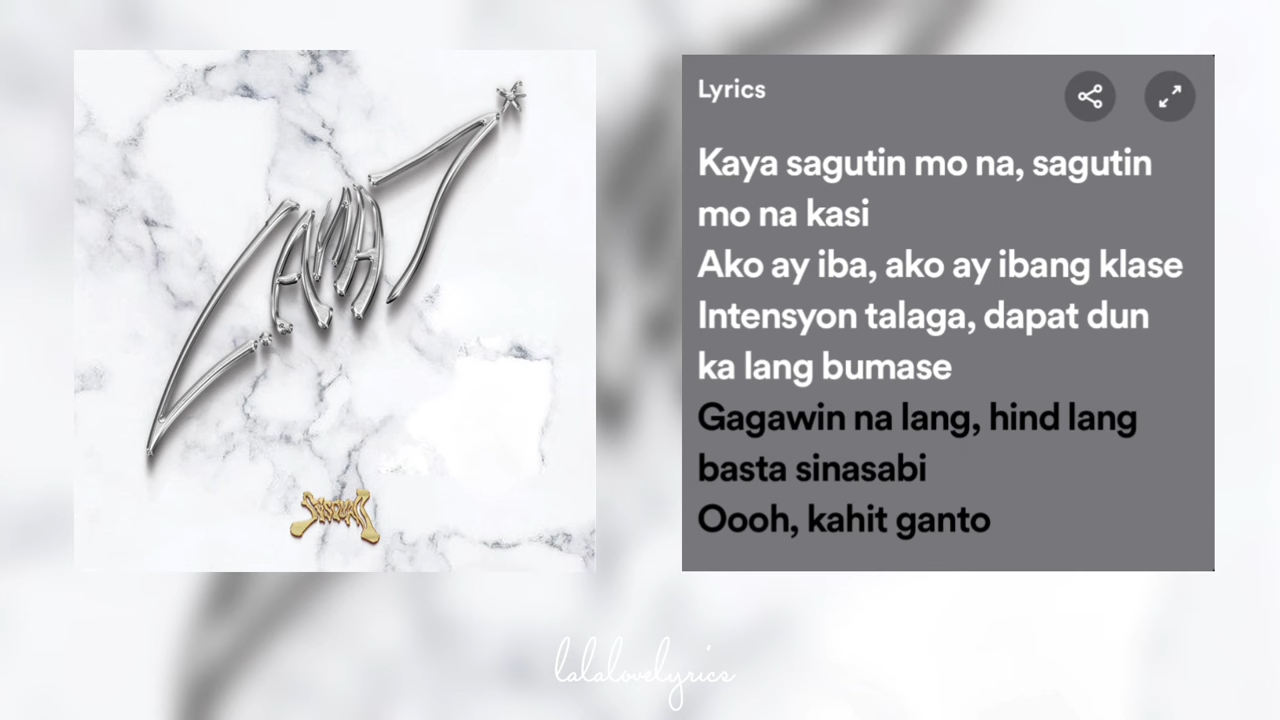 LAMAT
Lyrics
Kaya sagutin mo na, sagutin
mo na kasi
Ako ay iba, ako ay ibang klase
Intensyon talaga, dapat dun
ka lang bumase
Gagawin na lang, hind lang
basta sinasabi
Oooh, kahit ganto
lalalovelyrics